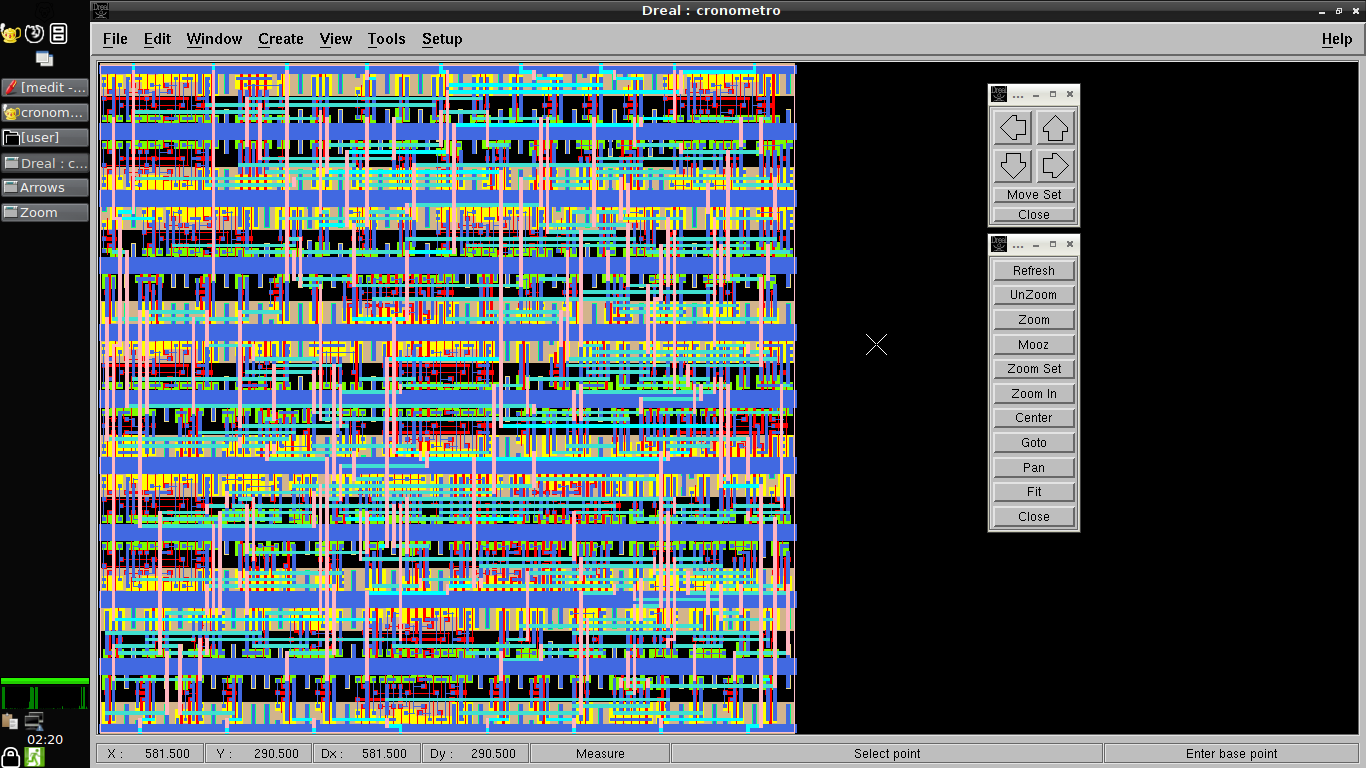 Dreal : cronometro
File Edit Window Create View Tools Setup Help
[medit -...
cronom...
[user]
Dreal : c...
Arrows
Zoom
02:20
...
Move Set
Close
...
Refresh
UnZoom
Zoom
Mooz
Zoom Set
Zoom In
Center
Goto
Pan
Fit
Close
X : 581.500 Y : 290.500 Dx : 581.500 Dy : 290.500 Measure Select point Enter base point